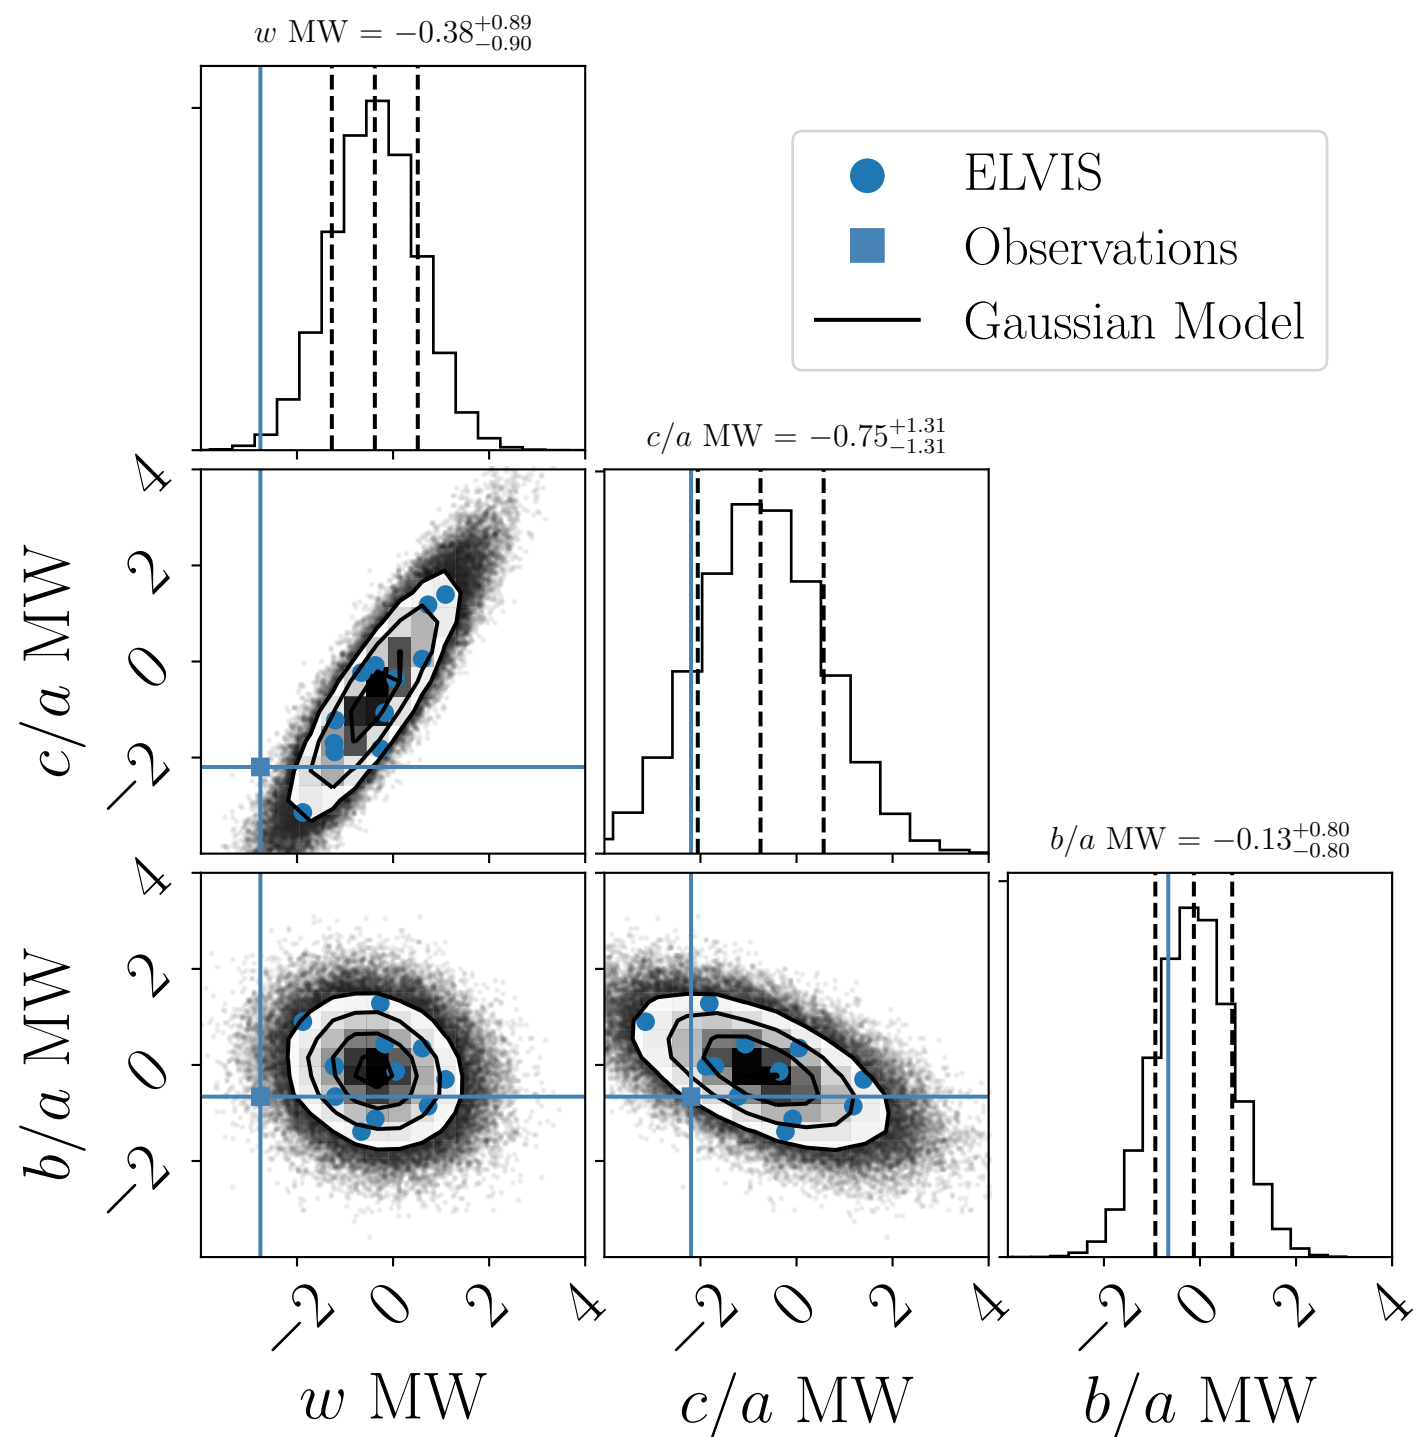 w MW = −0.38+0.89 −0.90
ELVIS
Observations
Gaussian Model
c/a MW = −0.75+1.31 −1.31
4
2
0
−2
c/a MW
b/a MW = −0.13+0.80 −0.80
4
2
0
−2
b/a MW
−2 0 2 4
−2 0 2 4
−2 0 2 4
w MW
c/a MW
b/a MW